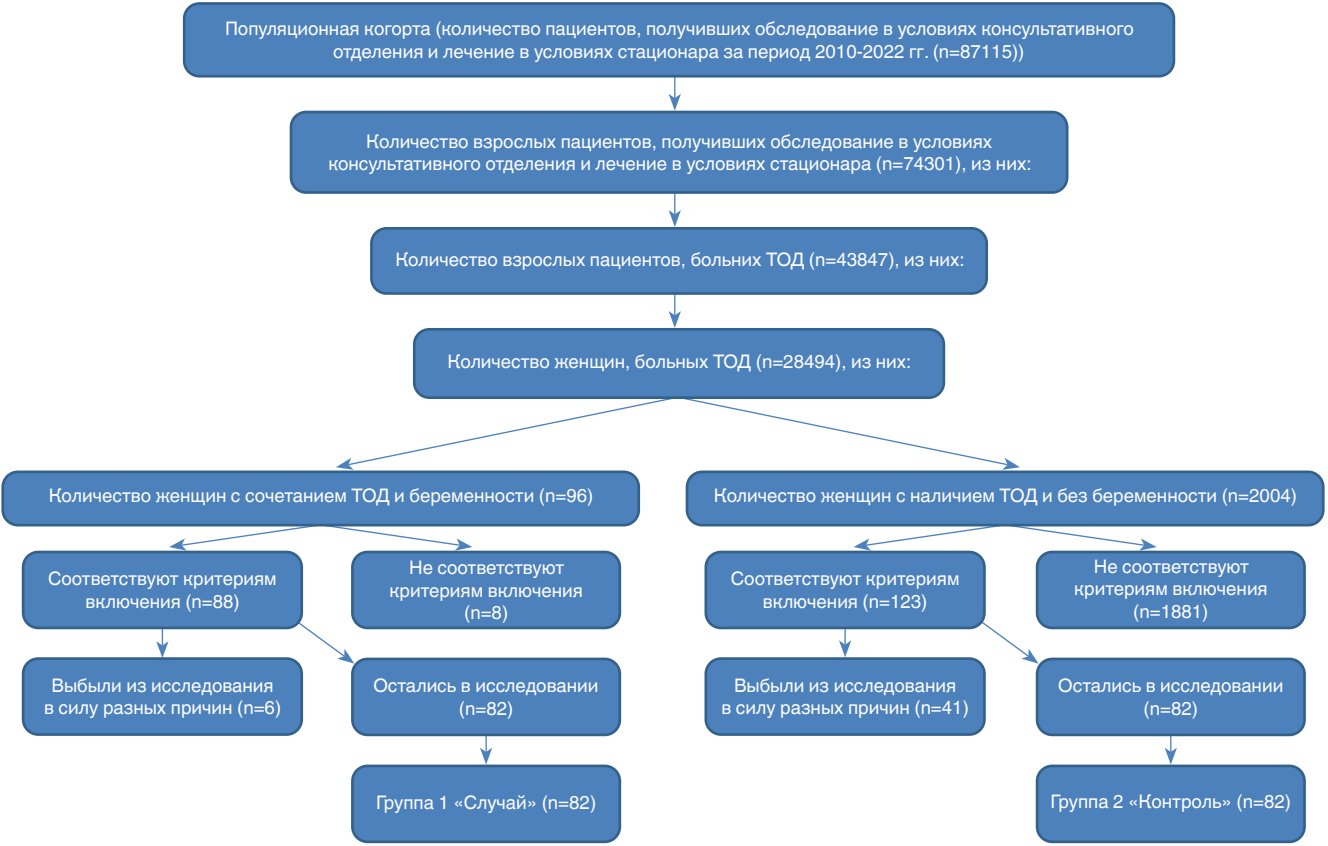 Популяционная когорта (количество пациентов, получивших обследование в условиях консультативного
отделения и лечение в условиях стационара за период 2010-2022 гг. (n=87115))
Количество взрослых пациентов, получивших обследование в условиях
консультативного отделения и лечение в условиях стационара (n=74301), из них:
Количество взрослых пациентов, больних ТОД (n=43847), из них:
Количество женщин, больных ТОД (n=28494), из них:
Количество женщин с сочетанием ТОД и беременности (n=96)
Количество женщин с наличием ТОД и без беременности (n=2004)
Соответствуют критериям
включения (n=88)
Не соответствуют
критериям включения
(n=8)
Соответствуют критериям
включения (n=123)
Не соответствуют
критериям включения
(n=1881)
Выбыли из исследования
в силу разных причин (n=6)
Остались в исследовании
(n=82)
Выбыли из исследования
в силу разных причин (n=41)
Остались в исследовании
(n=82)
Группа 1 «Случай» (n=82)
Группа 2 «Контроль» (n=82)